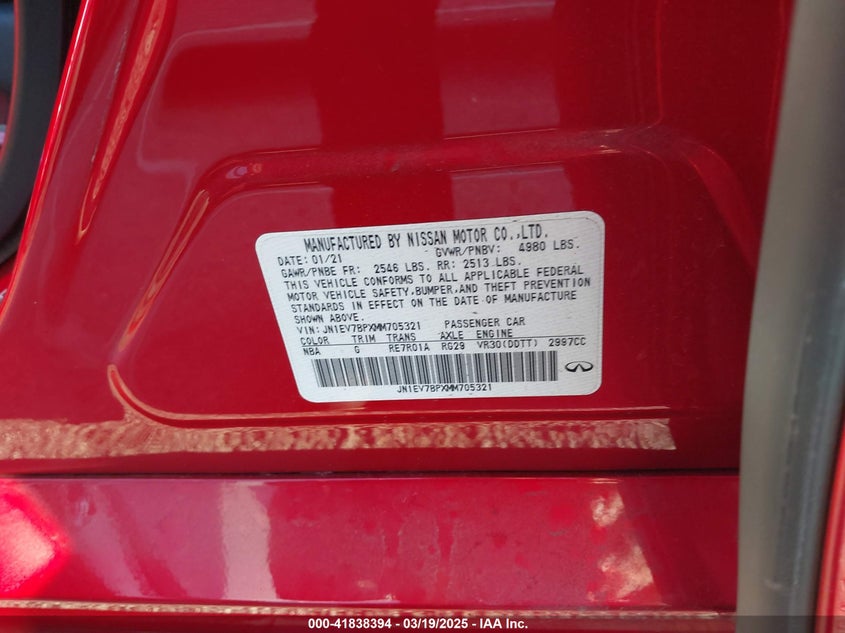 MANUFACTURED BY NISSAN MOTOR CO.,LTD.
DATE: 01/21 GVWR/PNBV: 4980 LBS.
GAWR/PNBE FR: 2546 LBS. RR: 2513 LBS.
THIS VEHICLE CONFORMS TO ALL APPLICABLE FEDERAL
MOTOR VEHICLE SAFETY,BUMPER,AND THEFT PREVENTION
STANDARDS IN EFFECT ON THE DATE OF MANUFACTURE
SHOWN ABOVE.
VIN: JN1EV7BPXMM705321 PASSENGER CAR
COLOR TRIM TRANS AXLE ENGINE
NBA G RE7R01A RG29 VR30(DDTT) 2997CC
JN1EV7BPXMM705321
000-41838394 - 03/19/2025 - IAA Inc.